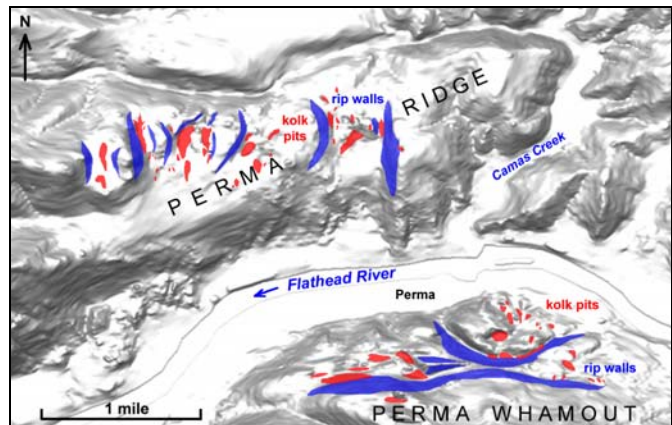 N
rip walls
RIDGE
kolk
pits
PERMA
Camas Creek
Flathead River
Perma
kolk pits
rip walls
1 mile
PERMA WHAMOUT